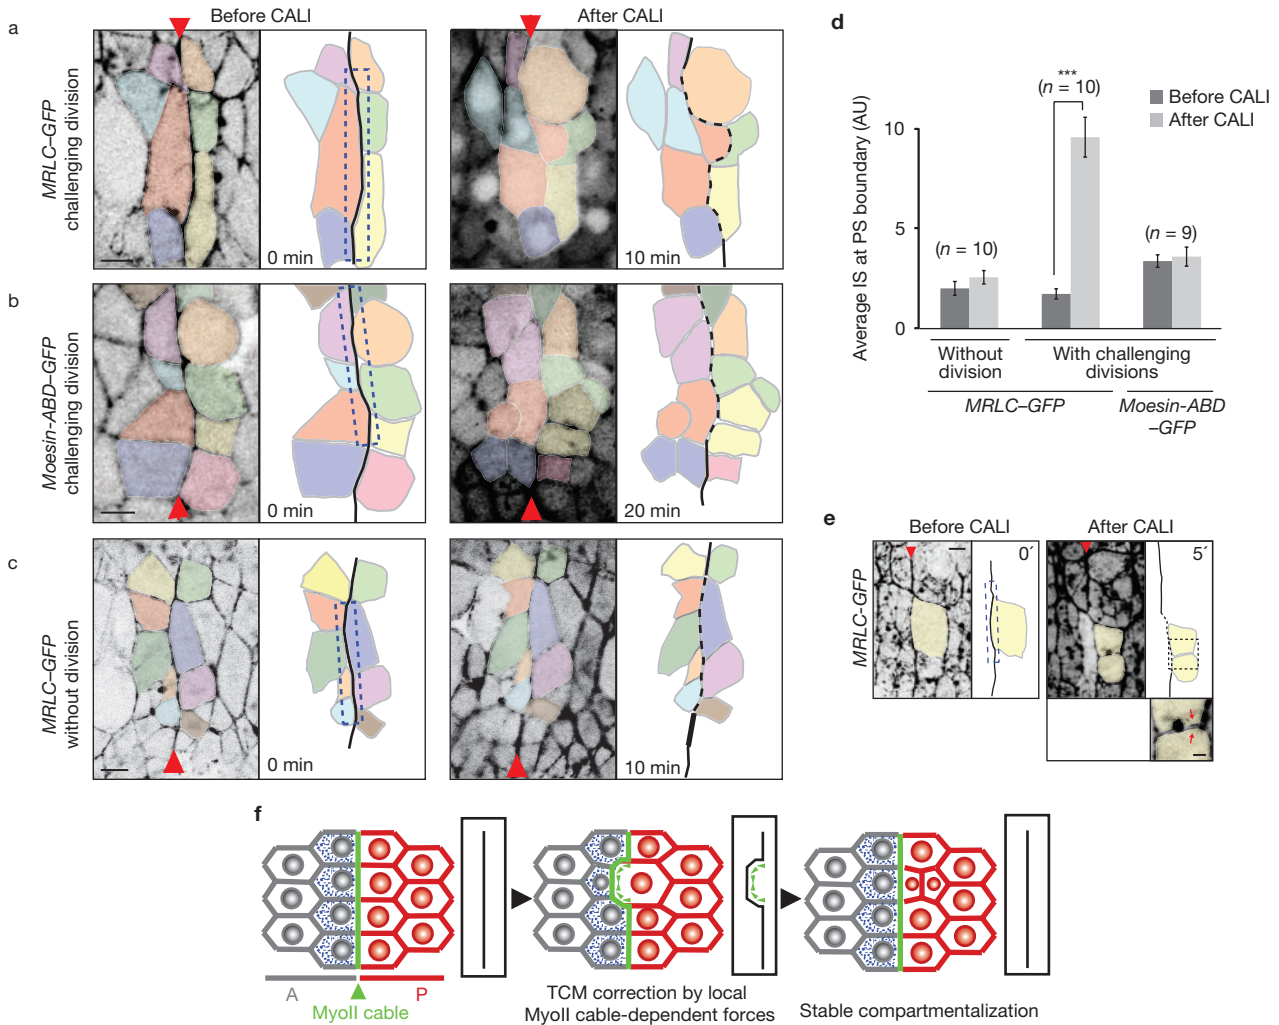 a
Before CALI
After CALI
MRLC–GFP
challenging division
0 min
10 min
b
Moesin-ABD–GFP
challenging division
0 min
20 min
c
MRLC–GFP
without division
0 min
10 min
d
Average IS at PS boundary (AU)
10
5
0
(n = 10)
***
(n = 10)
(n = 9)
Before CALI
After CALI
Without
division
With challenging
divisions
MRLC–GFP
Moesin-ABD
–GFP
e
Before CALI
After CALI
MRLC-GFP
0´
5´
f
A
P
MyoII cable
TCM correction by local
MyoII cable-dependent forces
Stable compartmentalization